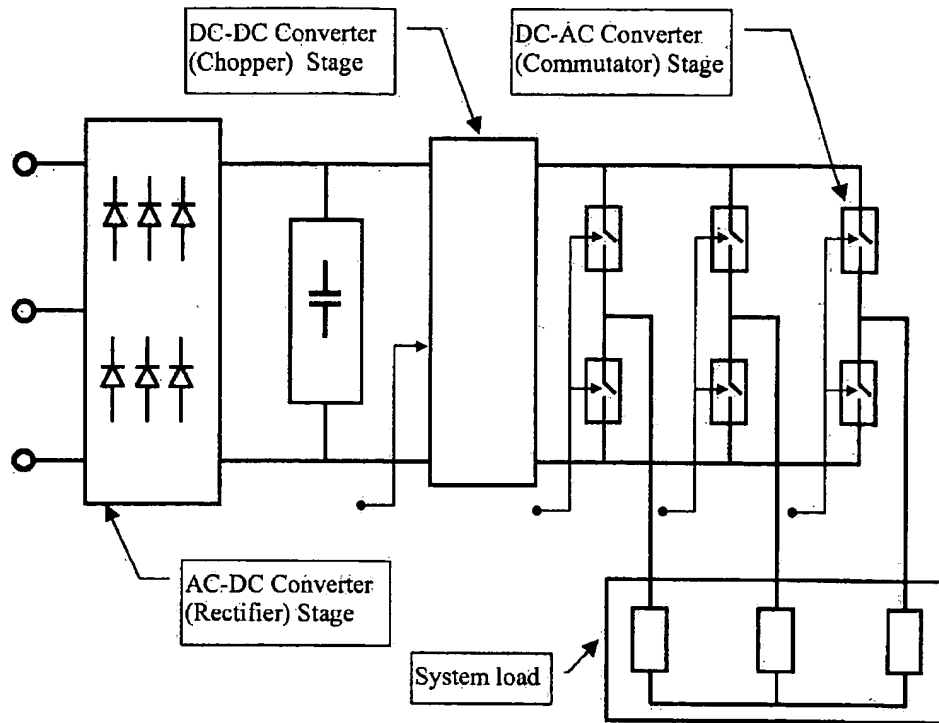 DC-DC Converter
(Chopper) Stage
DC-AC Converter
(Commutator) Stage
AC-DC Converter
(Rectifier) Stage
System load